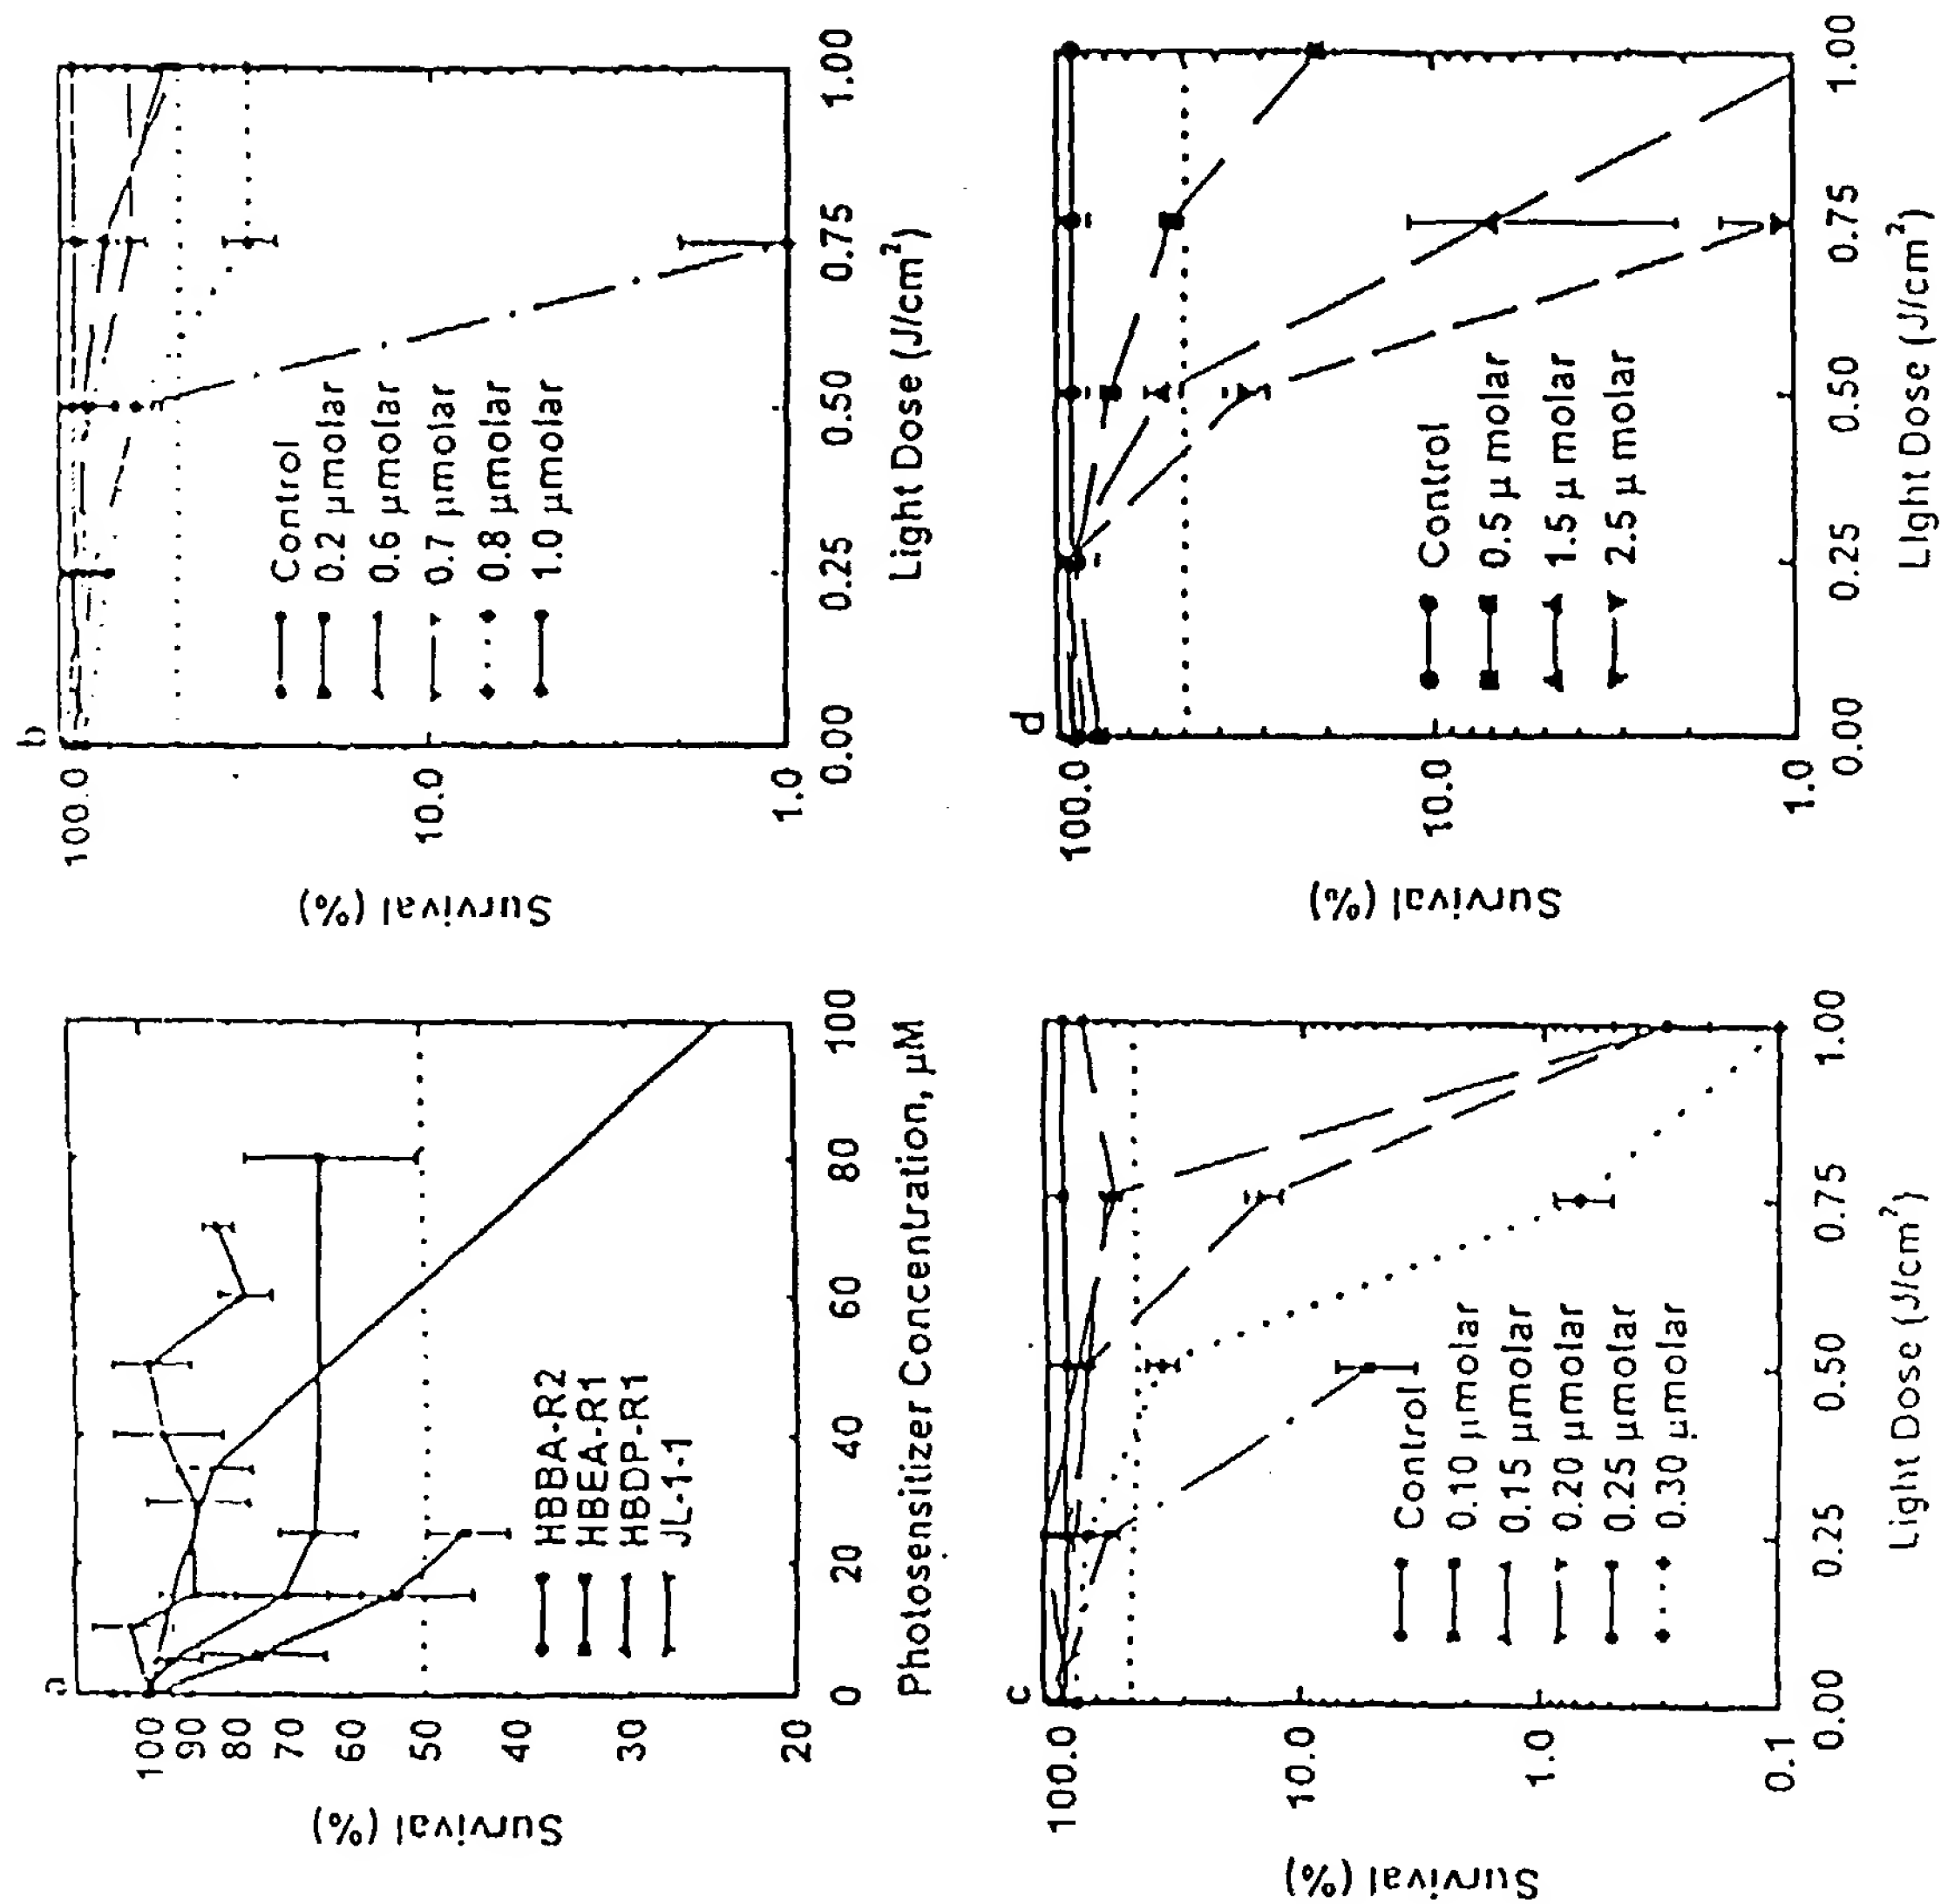 a
Survival (%)
100
90
80
70
60
50
40
30
20
HBBA-R2
HBEA-R1
HBDP-R1
JL-1-1
0
20
40
60
80
100
Photosensitizer Concentration, µM
b
Survival (%)
100.0
10.0
1.0
Control
0.2 µmolar
0.6 µmolar
0.7 µmolar
0.8 µmolar
1.0 µmolar
0.00
0.25
0.50
0.75
1.00
Light Dose (J/cm²)
c
Survival (%)
100.0
10.0
1.0
0.1
Control
0.10 µmolar
0.15 µmolar
0.20 µmolar
0.25 µmolar
0.30 µmolar
0.00
0.25
0.50
0.75
1.00
Light Dose (J/cm²)
d
Survival (%)
100.0
10.0
1.0
Control
0.5 µ molar
1.5 µ molar
2.5 µ molar
0.00
0.25
0.50
0.75
1.00
Light Dose (J/cm²)